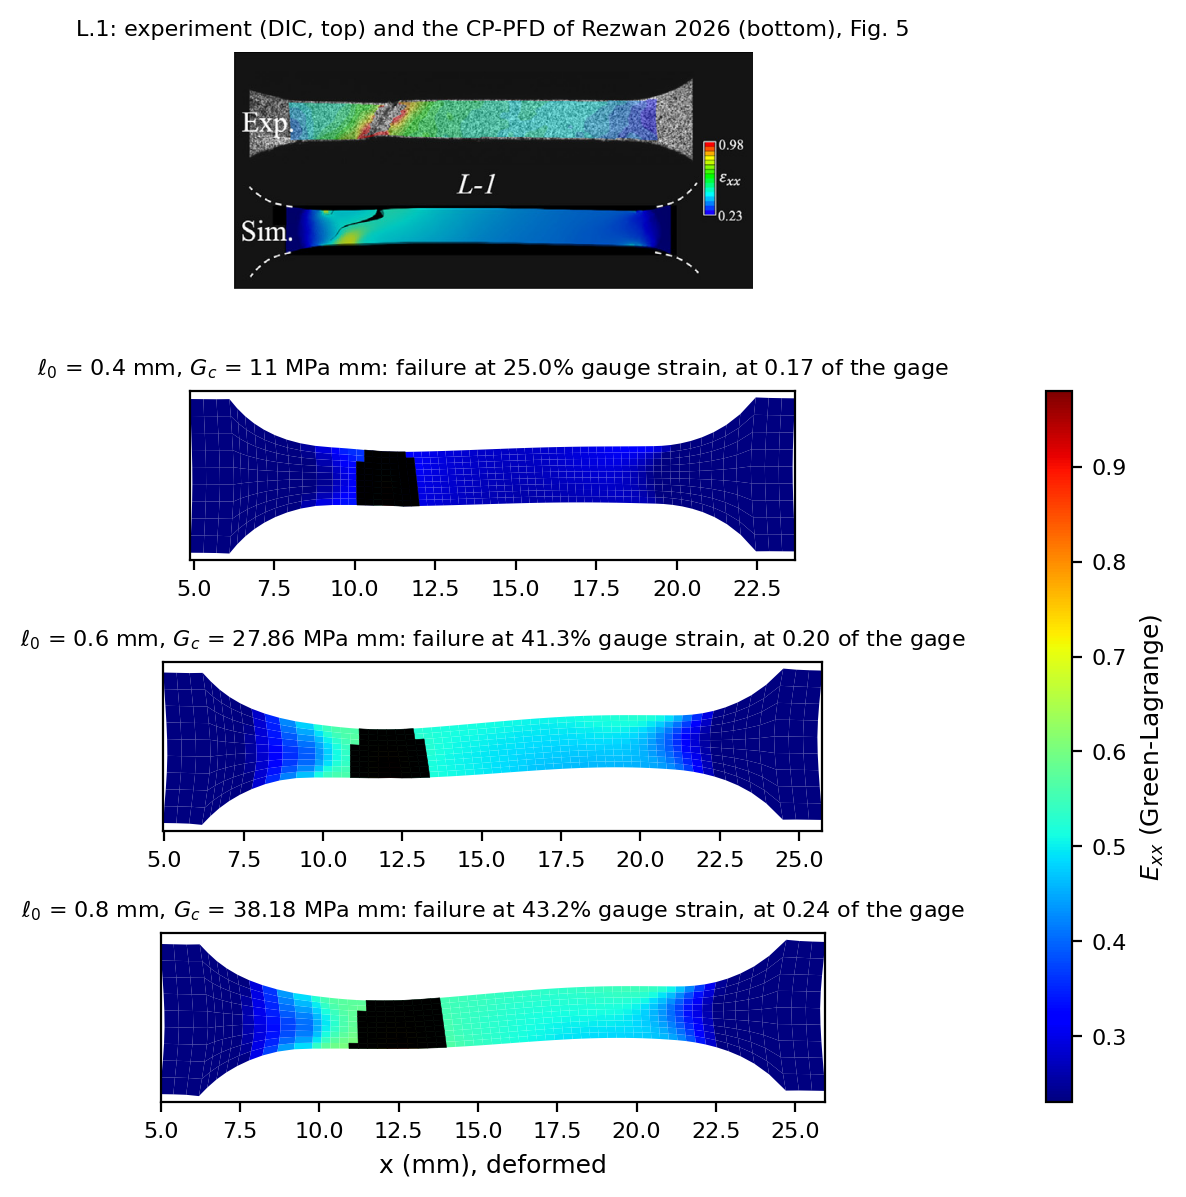 L.1: experiment (DIC, top) and the CP-PFD of Rezwan 2026 (bottom), Fig. 5
Exp.
0.98
εxx
0.23
L-1
Sim.
ℓ₀ = 0.4 mm, G_c = 11 MPa mm: failure at 25.0% gauge strain, at 0.17 of the gage
5.0 7.5 10.0 12.5 15.0 17.5 20.0 22.5
ℓ₀ = 0.6 mm, G_c = 27.86 MPa mm: failure at 41.3% gauge strain, at 0.20 of the gage
5.0 7.5 10.0 12.5 15.0 17.5 20.0 22.5 25.0
ℓ₀ = 0.8 mm, G_c = 38.18 MPa mm: failure at 43.2% gauge strain, at 0.24 of the gage
5.0 7.5 10.0 12.5 15.0 17.5 20.0 22.5 25.0
x (mm), deformed
0.9
0.8
0.7
0.6
0.5
0.4
0.3
E_xx (Green-Lagrange)